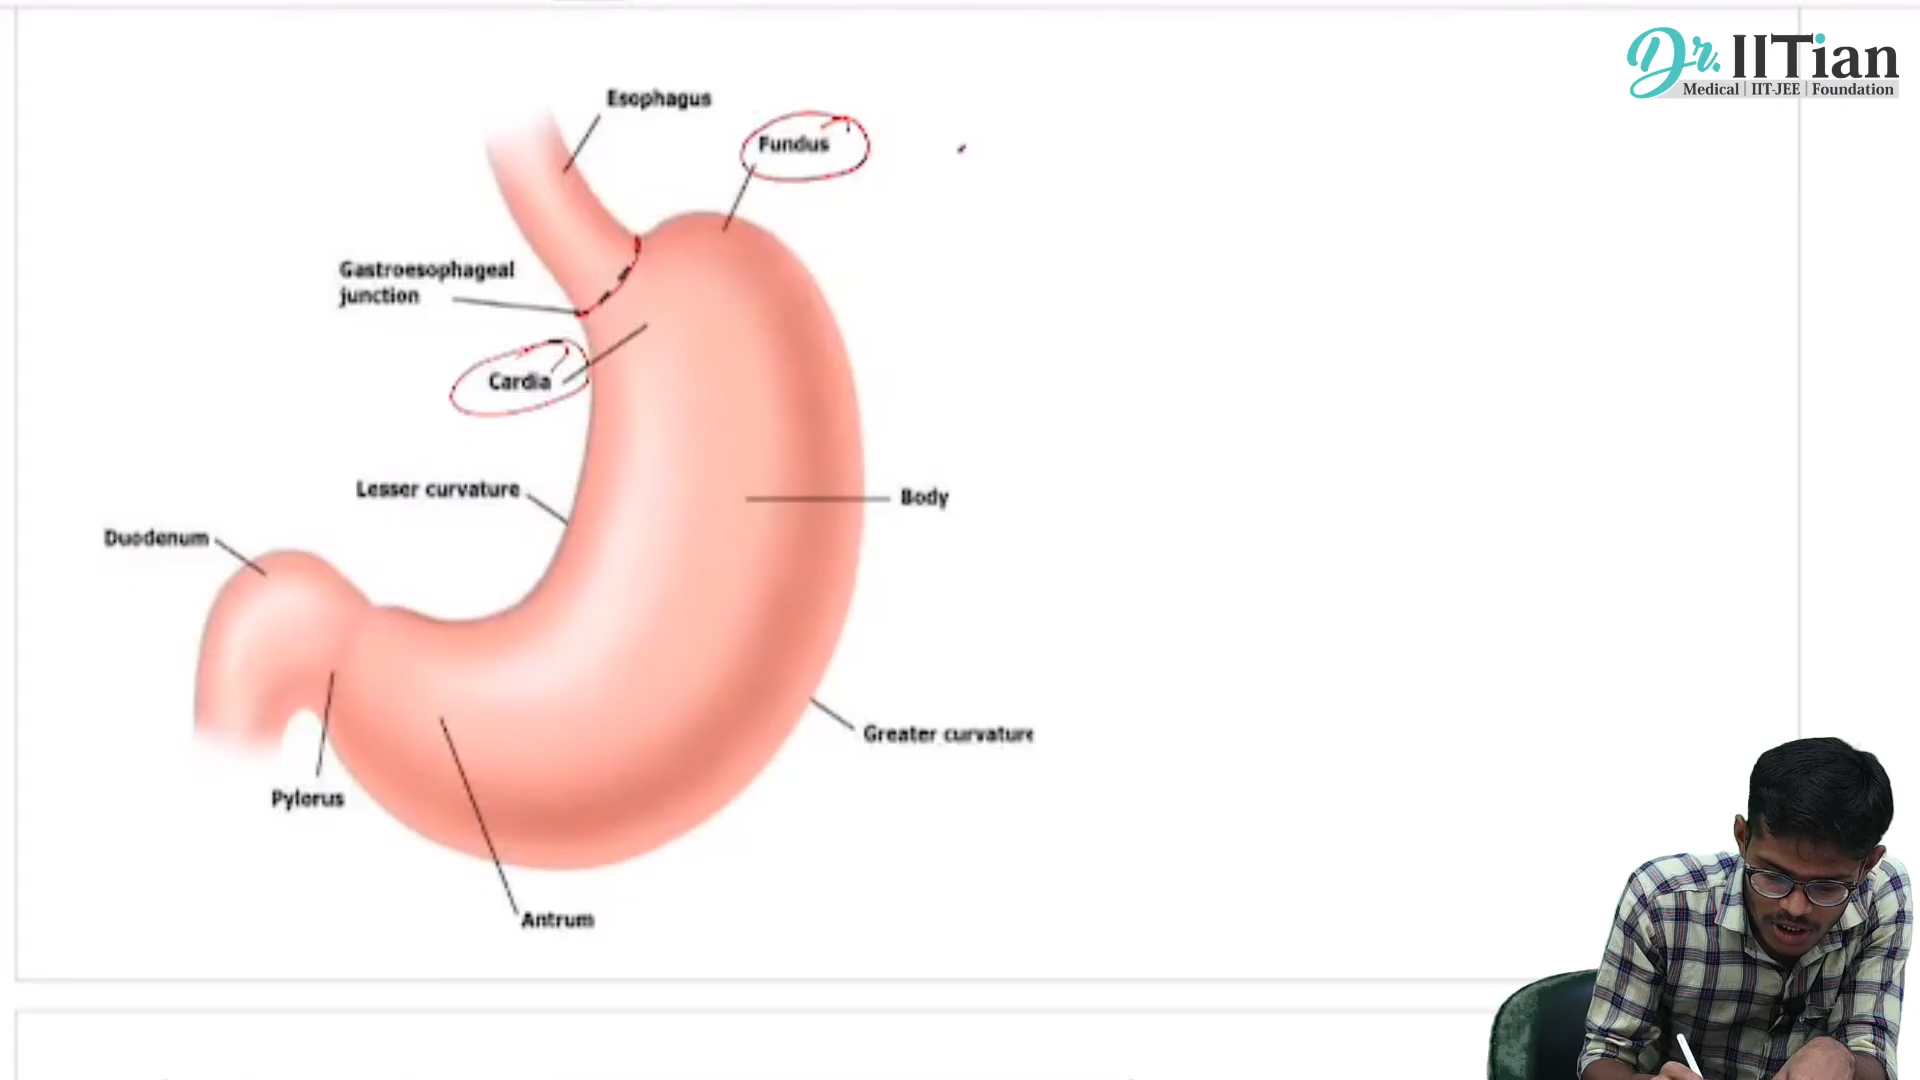 Dr. IITian
Medical | IIT-JEE | Foundation
Esophagus
Fundus
Gastroesophageal
junction
Cardia
Lesser curvature
Body
Duodenum
Greater curvature
Pylorus
Antrum